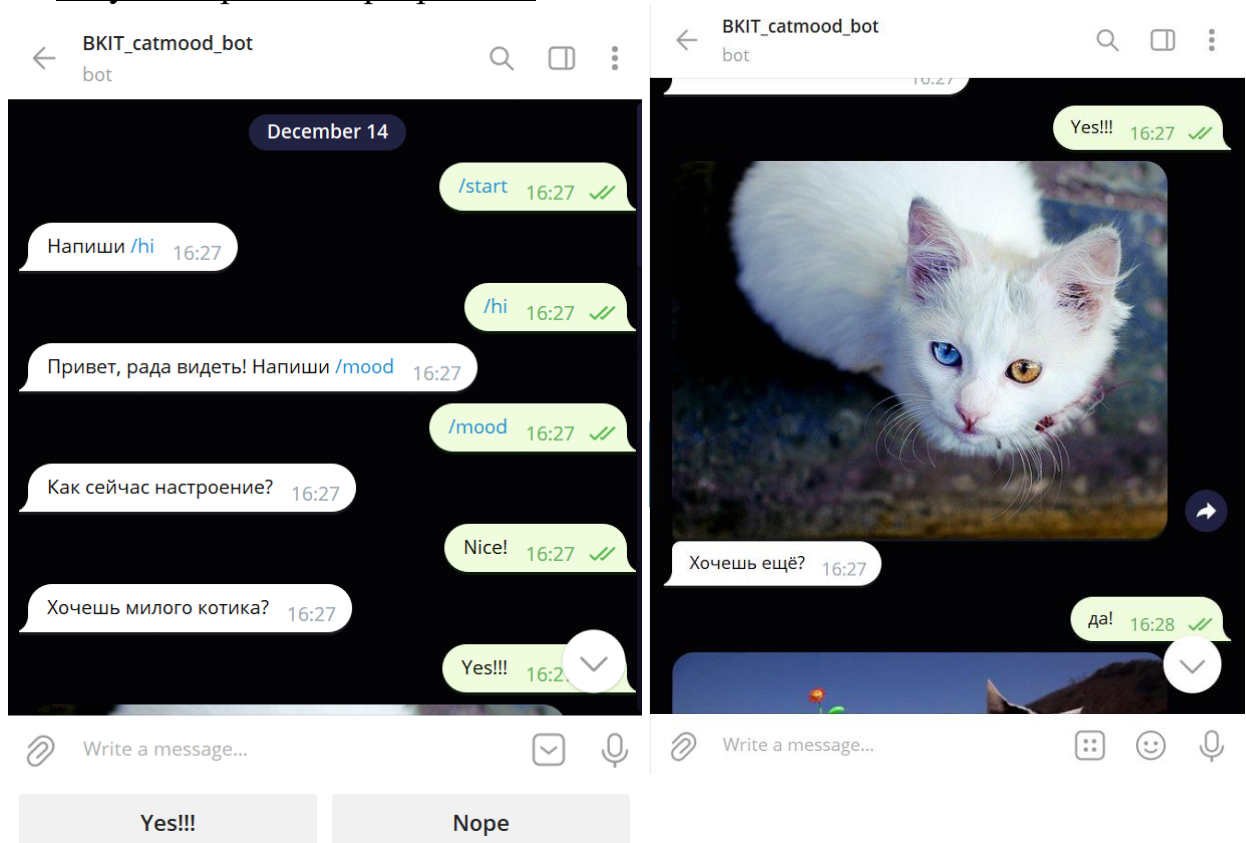 BKIT_catmood_bot
bot
December 14
/start 16:27
Напиши /hi 16:27
/hi 16:27
Привет, рада видеть! Напиши /mood 16:27
/mood 16:27
Как сейчас настроение? 16:27
Nice! 16:27
Хочешь милого котика? 16:27
Yes!!!
Write a message...
Yes!!! Nope
BKIT_catmood_bot
bot
16:27
Yes!!! 16:27
Хочешь ещё? 16:27
да! 16:28
Write a message...